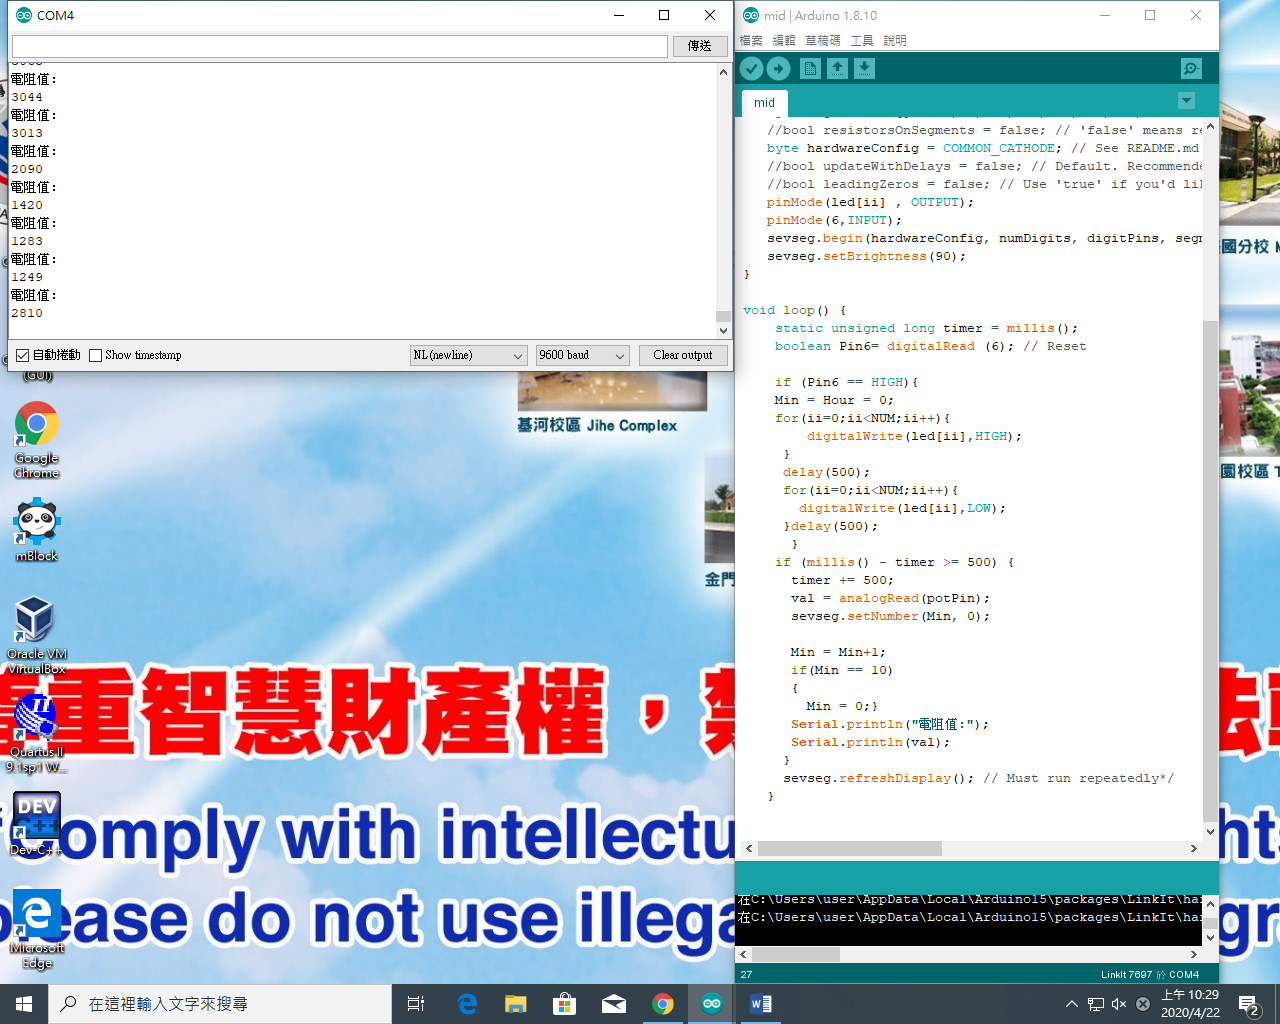 COM4
傳送
電阻值:
3044
電阻值:
3013
電阻值:
2090
電阻值:
1420
電阻值:
1283
電阻值:
1249
電阻值:
2810
自動捲動
Show timestamp
NL(newline)
9600 baud
Clear output
mid | Arduino 1.8.10
檔案 編輯 草稿碼 工具 說明
mid
//bool resistorsOnSegments = false; // 'false' means re
byte hardwareConfig = COMMON_CATHODE; // See README.md
//bool updateWithDelays = false; // Default. Recommende
//bool leadingZeros = false; // Use 'true' if you'd lil
pinMode(led[ii] , OUTPUT);
pinMode(6,INPUT);
sevseg.begin(hardwareConfig, numDigits, digitPins, segm
sevseg.setBrightness(90);
}
void loop() {
static unsigned long timer = millis();
boolean Pin6= digitalRead (6); // Reset
if (Pin6 == HIGH){
Min = Hour = 0;
for(ii=0;ii<NUM;ii++){
digitalWrite(led[ii],HIGH);
}
delay(500);
for(ii=0;ii<NUM;ii++){
digitalWrite(led[ii],LOW);
}delay(500);
}
if (millis() - timer >= 500) {
timer += 500;
val = analogRead(potPin);
sevseg.setNumber(Min, 0);
Min = Min+1;
if(Min == 10)
{
Min = 0;}
Serial.println("電阻值:");
Serial.println(val);
}
sevseg.refreshDisplay(); // Must run repeatedly*/
}
在C:\Users\user\AppData\Local\Arduino15\packages\LinkIt\har
在C:\Users\user\AppData\Local\Arduino15\packages\LinkIt\har
27
LinkIt 7697 於 COM4
(GUI)
Google
Chrome
mBlock
Oracle VM
VirtualBox
Quartus II
9.1sp1 W...
DEV
C++
Dev-C++
Microsoft
Edge
基河校區 Jihe Complex
金門
國分校 M
園校區 T
重智慧財產權，
comply with intellectu
please do not use illega
在這裡輸入文字來搜尋
上午 10:29
2020/4/22
2